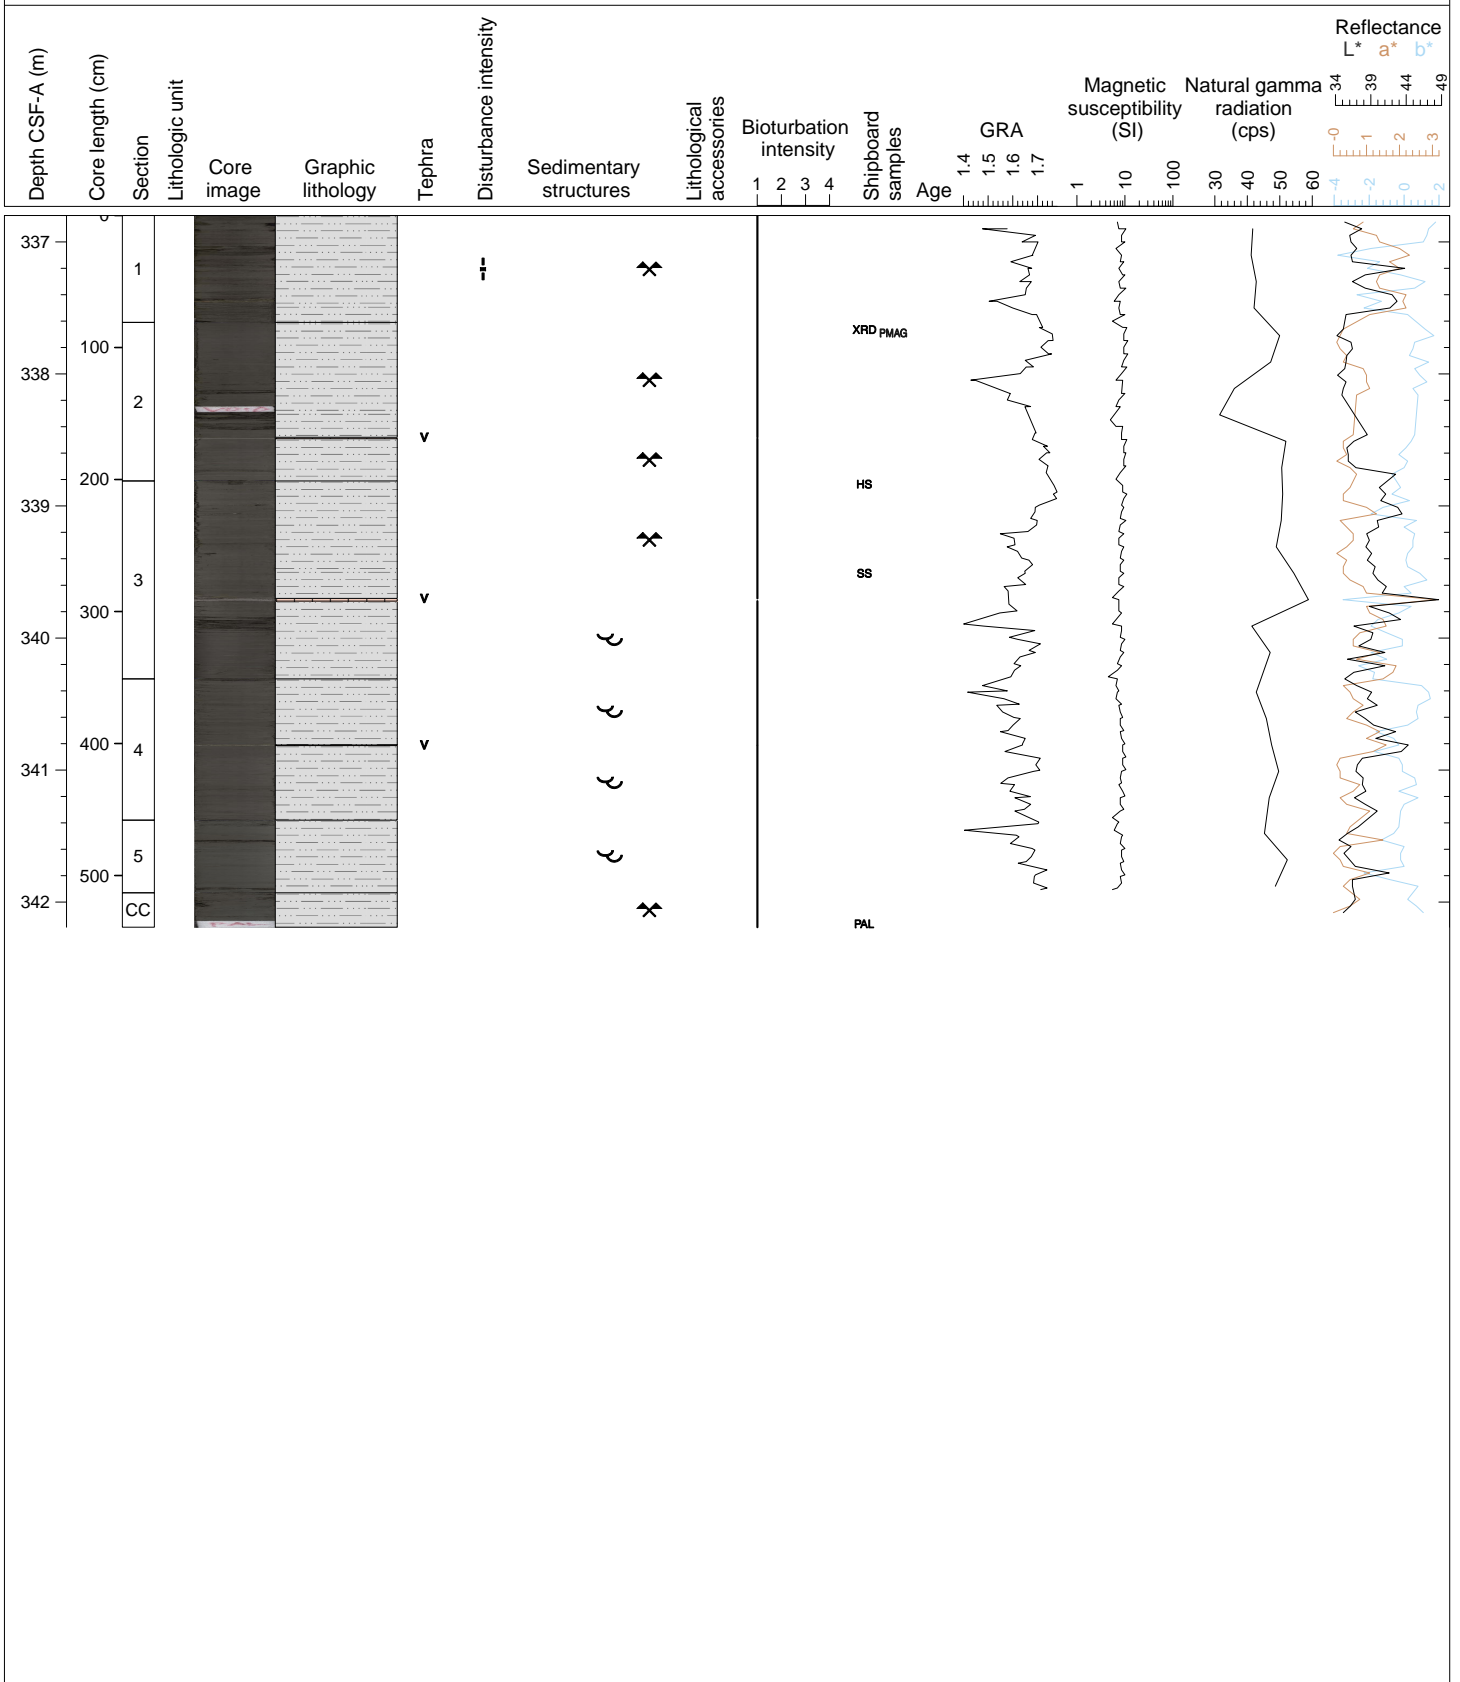 Depth CSF-A (m)
Core length (cm)
Section
Lithologic unit
Core
image
Graphic
lithology
Tephra
Disturbance intensity
Sedimentary
structures
Lithological
accessories
Bioturbation
intensity
1 2 3 4
Shipboard
samples
Age
GRA
1.4 1.5 1.6 1.7
Magnetic
susceptibility
(SI)
1 10 100
Natural gamma
radiation
(cps)
30 40 50 60
Reflectance
L* a* b*
34 39 44 49
-0 1 2 3
-4 -2 0 2
0
337
1
XRD PMAG
100
338
2
V
200
HS
339
3
SS
V
300
340
4
400
V
341
5
500
342
CC
PAL